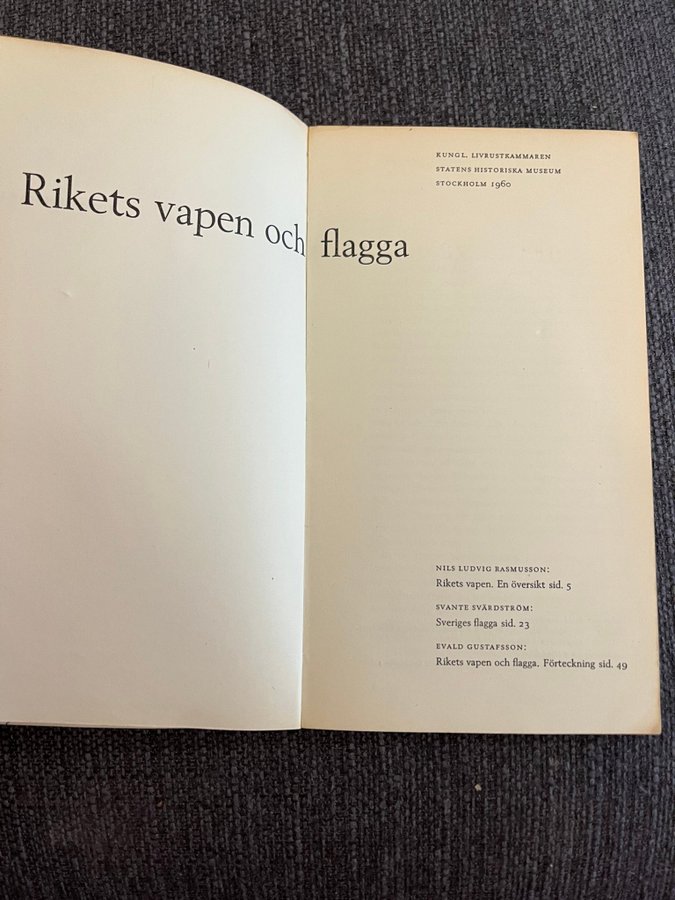 Rikets vapen och flagga
KUNGL. LIVRUSTKAMMAREN
STATENS HISTORISKA MUSEUM
STOCKHOLM 1960
NILS LUDVIG RASMUSSON:
Rikets vapen. En översikt sid. 5
SVANTE SVÄRDSTRÖM:
Sveriges flagga sid. 23
EVALD GUSTAFSSON:
Rikets vapen och flagga. Förteckning sid. 49